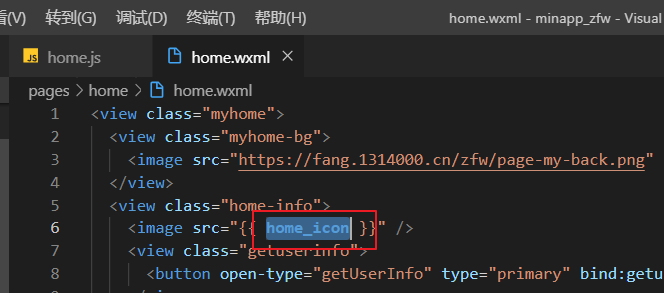 看(V) 转到(G) 调试(D) 终端(T) 帮助(H) home.wxml - minapp_zfw - Visual
JS home.js home.wxml ×
pages > home > home.wxml
1 <view class="myhome">
2 <view class="myhome-bg">
3 <image src="https://fang.1314000.cn/zfw/page-my-back.png"
4 </view>
5 <view class="home-info">
6 <image src="{{ home_icon }}" />
7 <view class="getuserinfo">
8 <button open-type="getUserInfo" type="primary" bind:getu